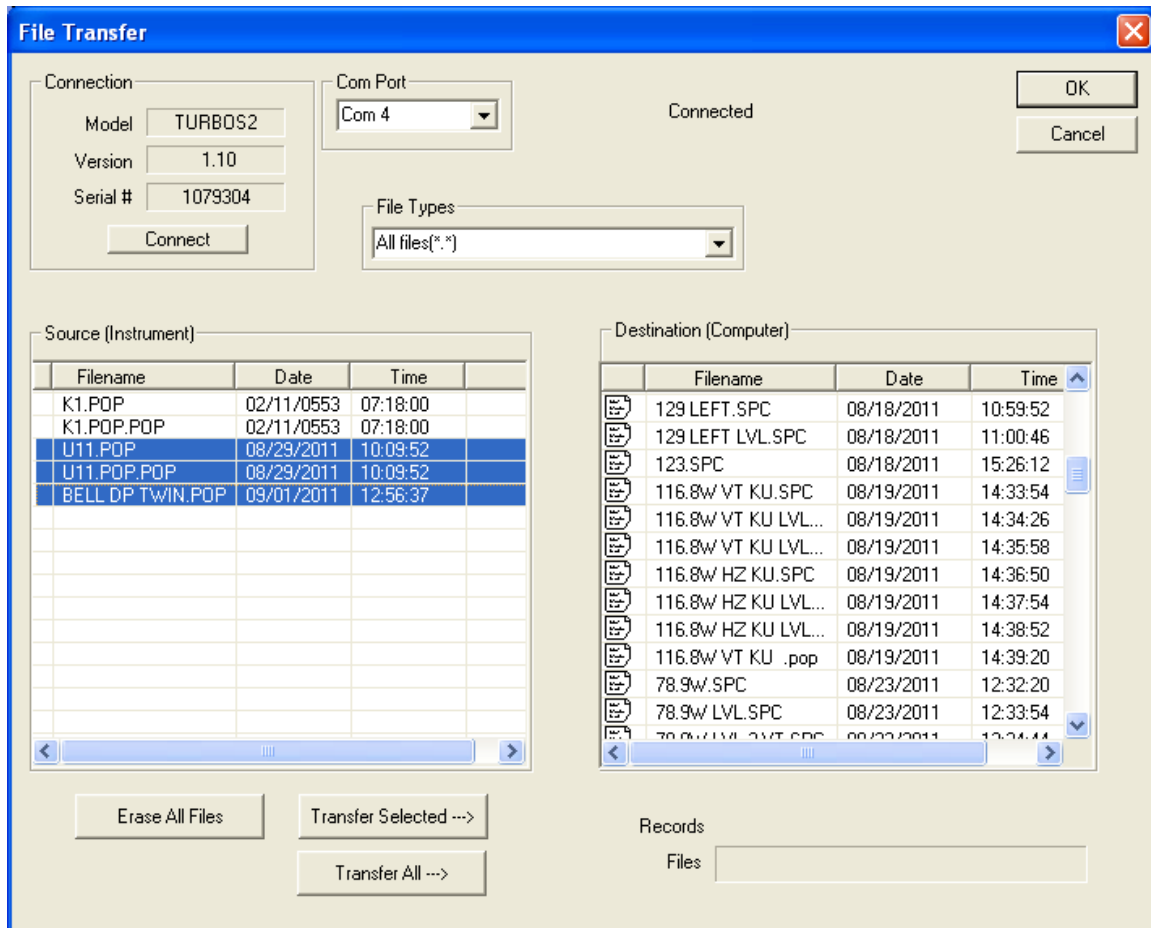 File Transfer
Connection
Model TURBOS2
Version 1.10
Serial # 1079304
Connect
Com Port
Com 4
Connected
OK
Cancel
File Types
All files(*.*)
Source (Instrument)
Filename Date Time
K1.POP 02/11/0553 07:18:00
K1.POP.POP 02/11/0553 07:18:00
U11.POP 08/29/2011 10:09:52
U11.POP.POP 08/29/2011 10:09:52
BELL DP TWIN.POP 09/01/2011 12:56:37
Destination (Computer)
Filename Date Time
129 LEFT.SPC 08/18/2011 10:59:52
129 LEFT LVL.SPC 08/18/2011 11:00:46
123.SPC 08/18/2011 15:26:12
116.8W VT KU.SPC 08/19/2011 14:33:54
116.8W VT KU LVL... 08/19/2011 14:34:26
116.8W VT KU LVL... 08/19/2011 14:35:58
116.8W HZ KU.SPC 08/19/2011 14:36:50
116.8W HZ KU LVL... 08/19/2011 14:37:54
116.8W HZ KU LVL... 08/19/2011 14:38:52
116.8W VT KU .pop 08/19/2011 14:39:20
78.9W.SPC 08/23/2011 12:32:20
78.9W LVL.SPC 08/23/2011 12:33:54
Erase All Files
Transfer Selected --->
Transfer All --->
Records
Files